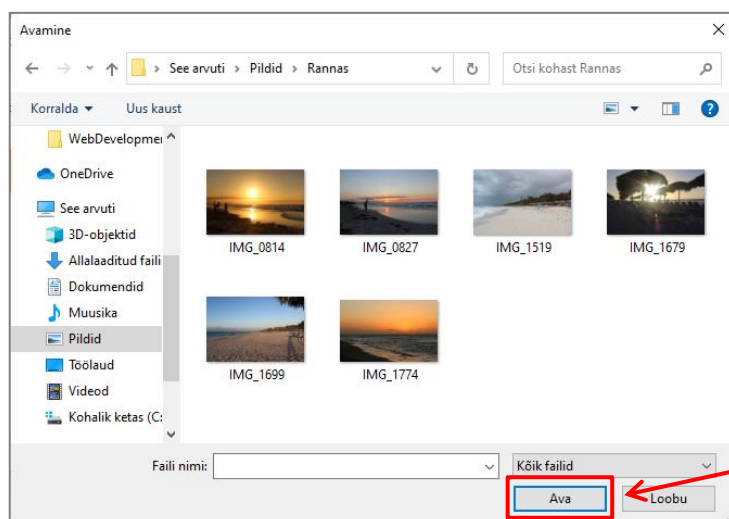 Avamine
See arvuti > Pildid > Rannas
Otsi kohast Rannas
Korralda
Uus kaust
WebDevelopme
OneDrive
See arvuti
3D-objektid
Allalaaditud faili
Dokumendid
Muusika
Pildid
Töölaud
Videod
Kohalik ketas (C:
IMG_0814
IMG_0827
IMG_1519
IMG_1679
IMG_1699
IMG_1774
Faili nimi:
Kõik failid
Ava
Loobu